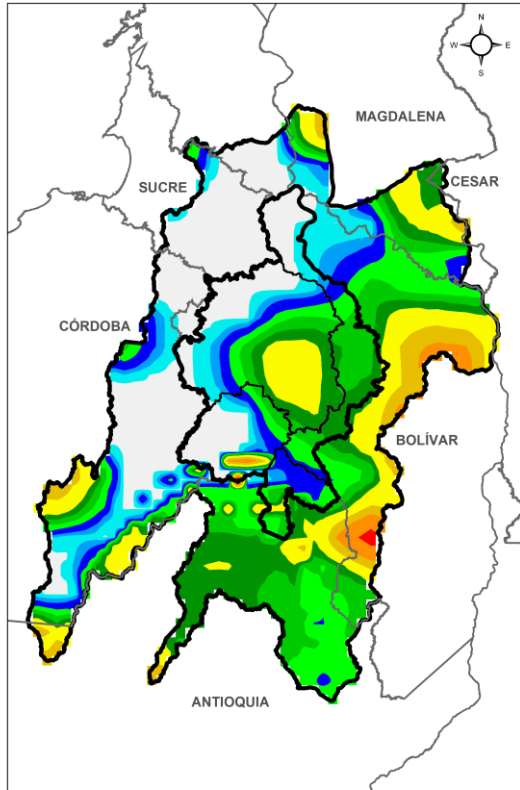 N
W E
S
MAGDALENA
CESAR
SUCRE
CÓRDOBA
BOLÍVAR
ANTIOQUIA